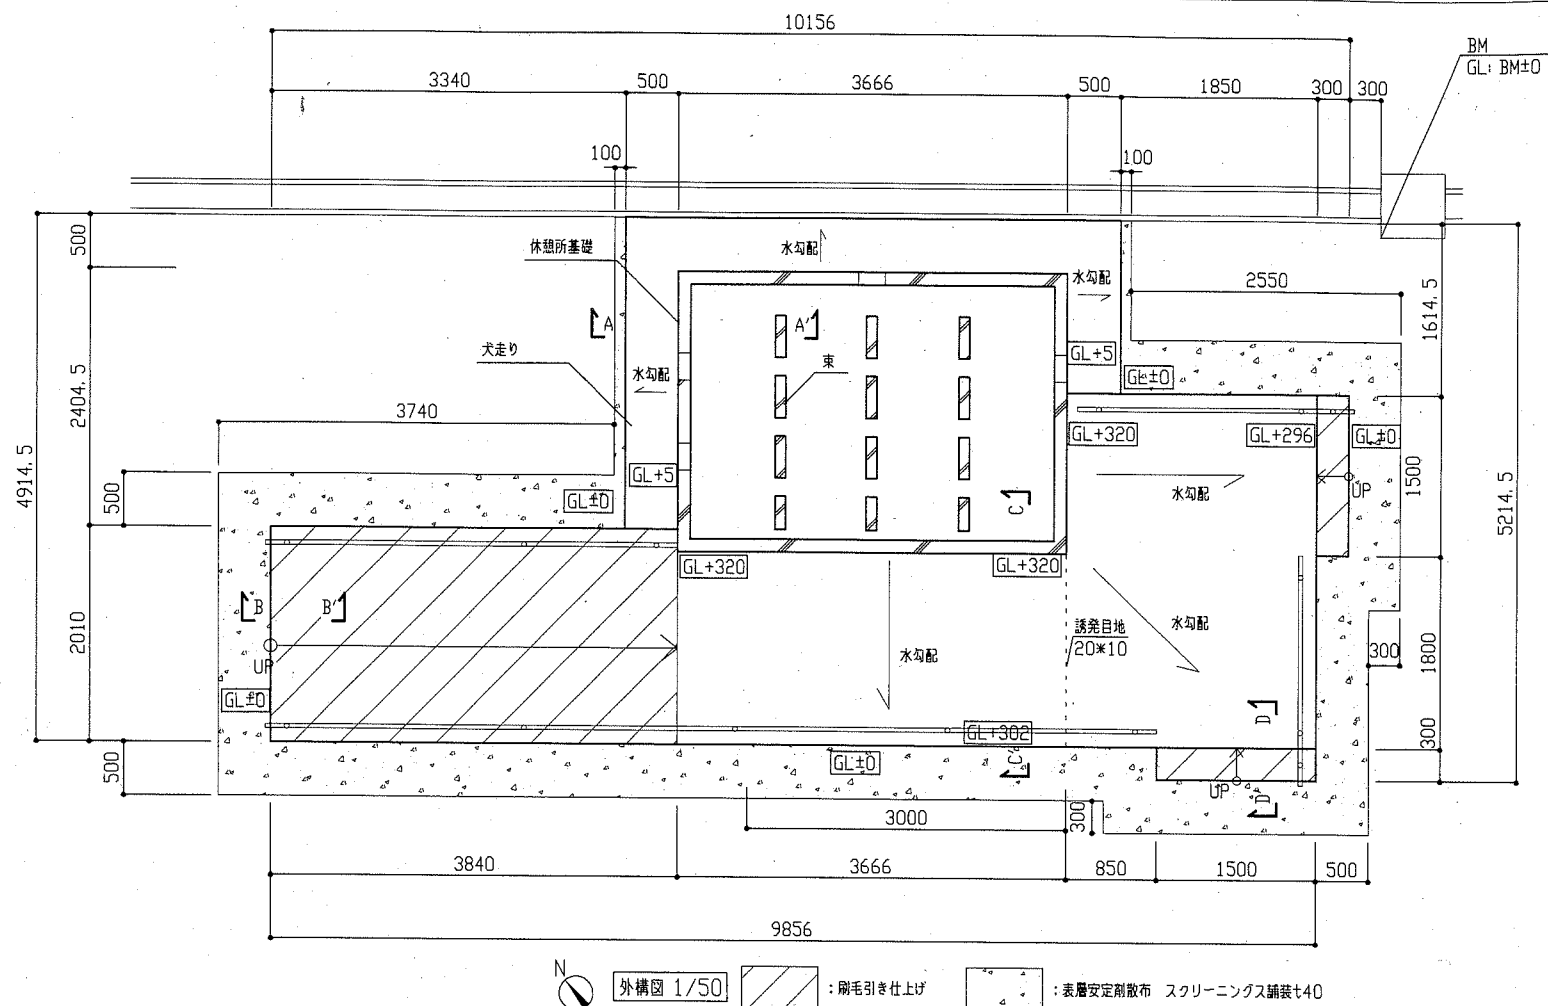 10156
BM
GL: BM±0
3340
500
3666
500
1850
300
300
100
100
500
2404.5
4914.5
500
2010
500
休憩所基礎
水勾配
水勾配
2550
1614.5
A
A'
犬走り
水勾配
束
GL+5
GL±0
3740
GL+320
GL+296
GL±0
1500
5214.5
GL+5
GL±0
水勾配
UP
C
GL+320
GL+320
B
B'
誘発目地
20*10
水勾配
水勾配
1800
300
UP
GL±0
D
GL+302
300
GL±0
C'
UP
D'
3000
300
3840
3666
850
1500
500
9856
N
外構図 1/50
:刷毛引き仕上げ
:表層安定剤散布 スクリーニングス舗装t40